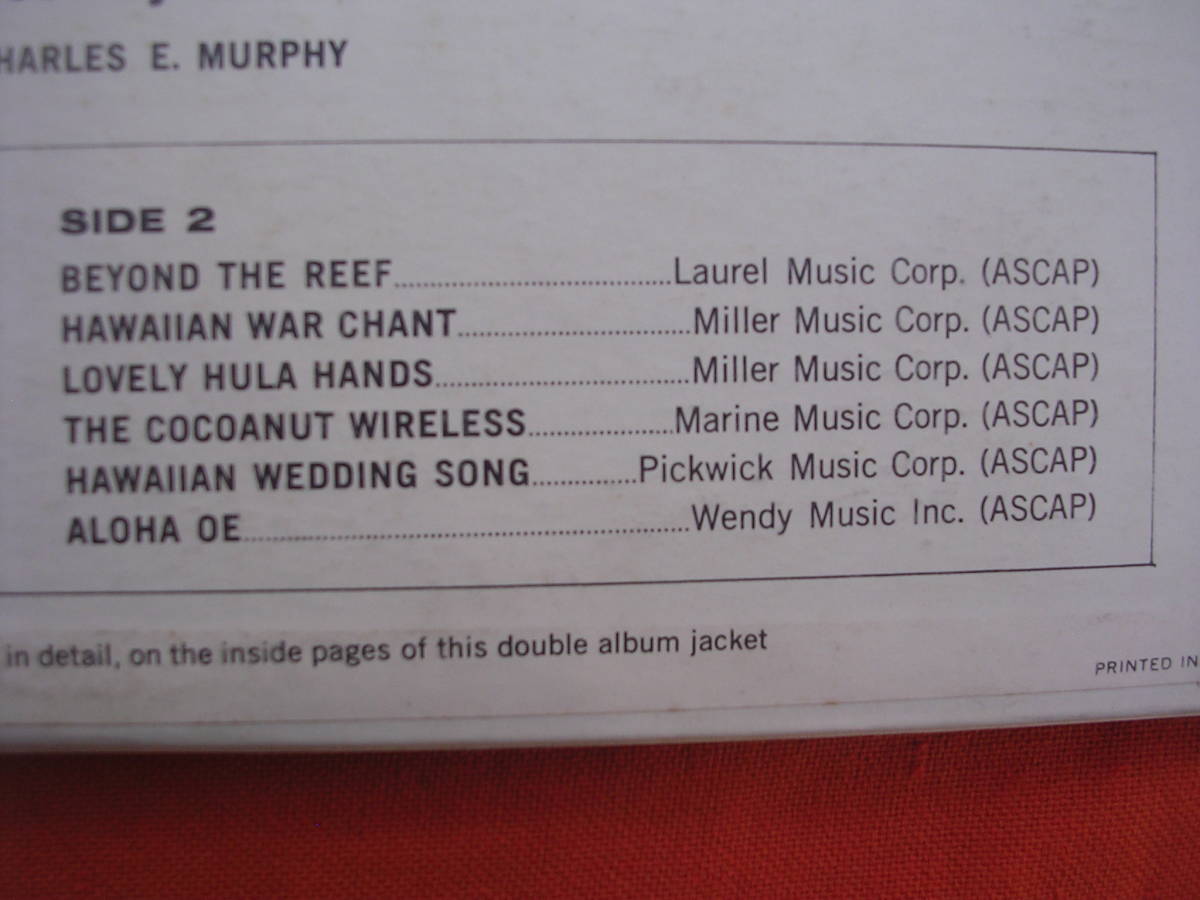 HARLES E. MURPHY
SIDE 2
BEYOND THE REEF......Laurel Music Corp. (ASCAP)
HAWAIIAN WAR CHANT......Miller Music Corp. (ASCAP)
LOVELY HULA HANDS......Miller Music Corp. (ASCAP)
THE COCOANUT WIRELESS......Marine Music Corp. (ASCAP)
HAWAIIAN WEDDING SONG......Pickwick Music Corp. (ASCAP)
ALOHA OE......Wendy Music Inc. (ASCAP)
in detail, on the inside pages of this double album jacket
PRINTED IN